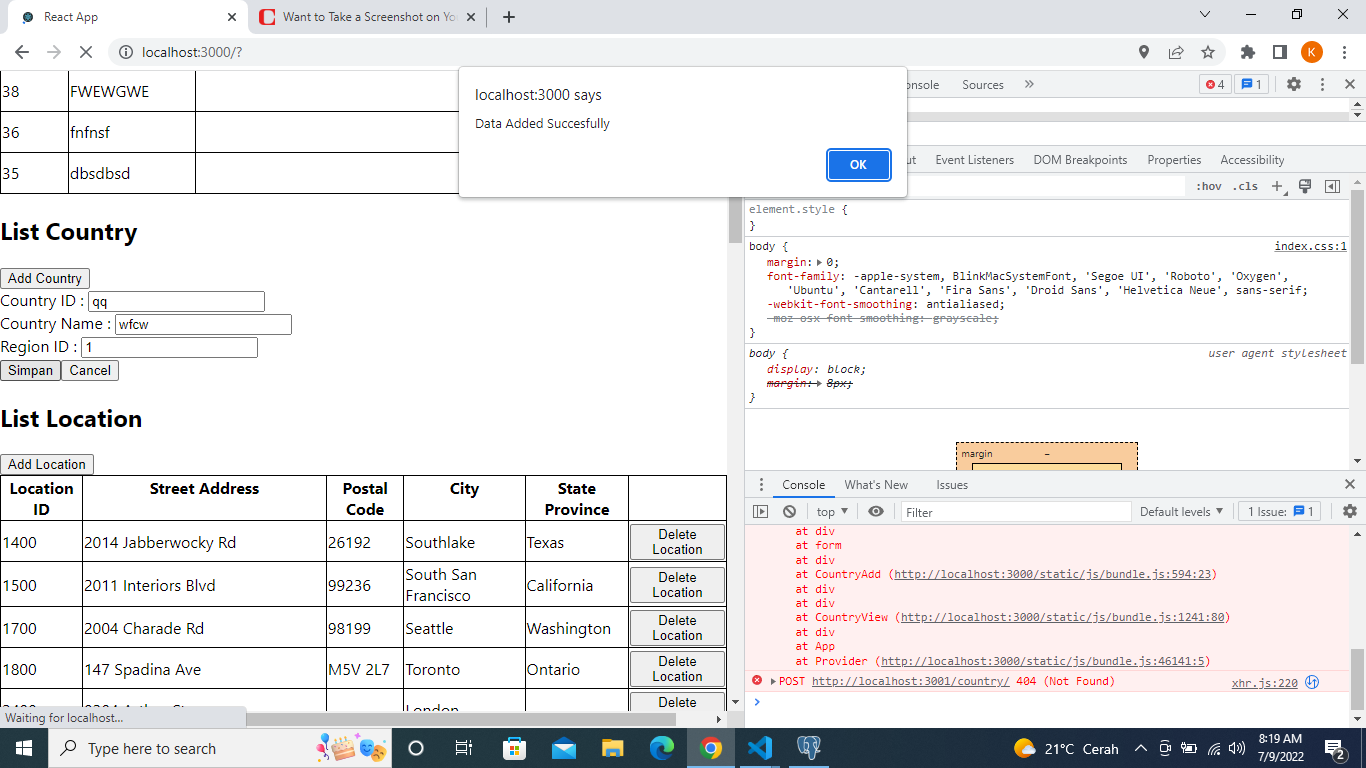 React App
Want to Take a Screenshot on Yo
localhost:3000/?
K
38 FWEWGWE
36 fnfnsf
35 dbsdbsd
localhost:3000 says
Data Added Succesfully
OK
onsole Sources
4 1
Event Listeners DOM Breakpoints Properties Accessibility
:hov .cls
element.style {
}
body { index.css:1
margin: 0;
font-family: -apple-system, BlinkMacSystemFont, 'Segoe UI', 'Roboto', 'Oxygen',
'Ubuntu', 'Cantarell', 'Fira Sans', 'Droid Sans', 'Helvetica Neue', sans-serif;
-webkit-font-smoothing: antialiased;
-moz-osx-font-smoothing: grayscale;
}
body { user agent stylesheet
display: block;
margin: 8px;
}
margin –
List Country
Add Country
Country ID : qq
Country Name : wfcw
Region ID : 1
Simpan Cancel
List Location
Add Location
Location ID Street Address Postal Code City State Province
1400 2014 Jabberwocky Rd 26192 Southlake Texas Delete Location
1500 2011 Interiors Blvd 99236 South San Francisco California Delete Location
1700 2004 Charade Rd 98199 Seattle Washington Delete Location
1800 147 Spadina Ave M5V 2L7 Toronto Ontario Delete Location
London Delete
Waiting for localhost...
Console What's New Issues
top Filter Default levels 1 Issue: 1
at div
at form
at div
at CountryAdd (http://localhost:3000/static/js/bundle.js:594:23)
at div
at div
at CountryView (http://localhost:3000/static/js/bundle.js:1241:80)
at div
at App
at Provider (http://localhost:3000/static/js/bundle.js:46141:5)
POST http://localhost:3001/country/ 404 (Not Found) xhr.js:220
Type here to search
21°C Cerah
8:19 AM
7/9/2022
2